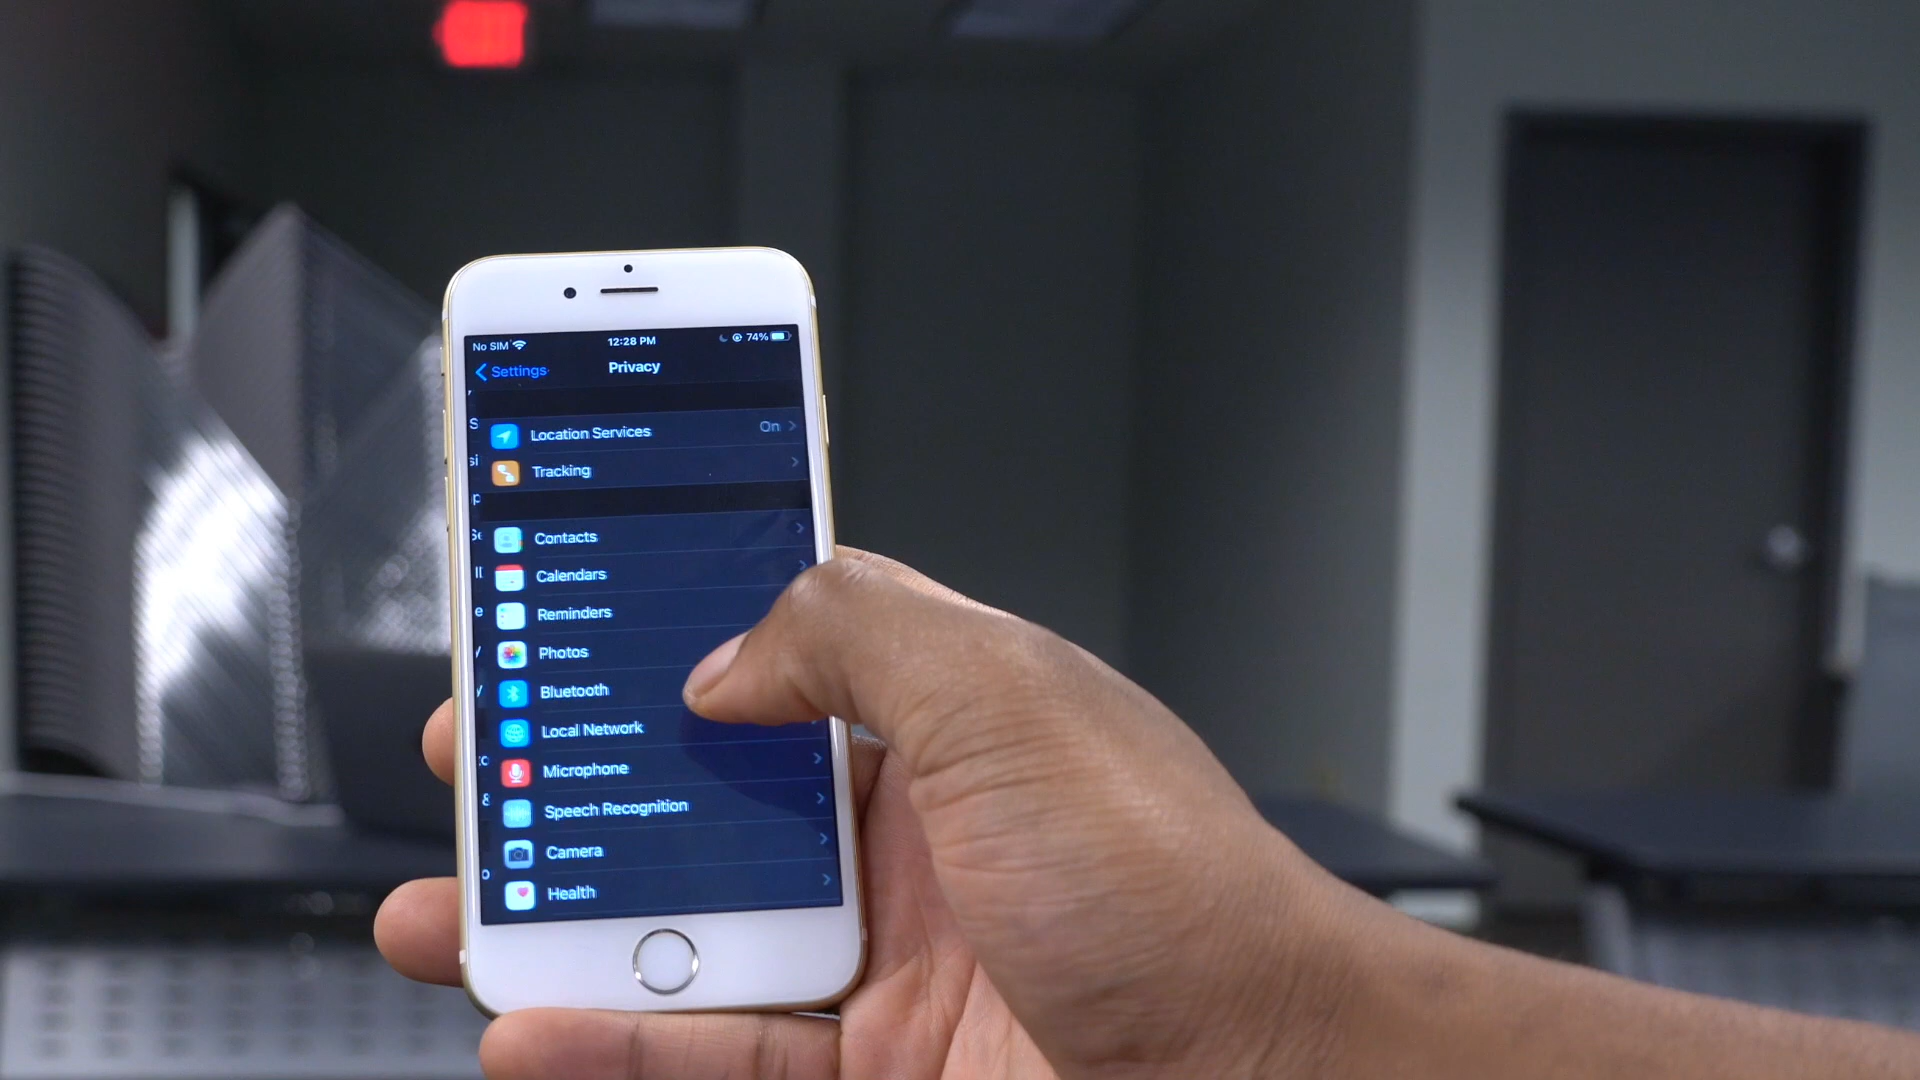 No SIM 12:28 PM 74%
Settings Privacy
Location Services On
Tracking
Contacts
Calendars
Reminders
Photos
Bluetooth
Local Network
Microphone
Speech Recognition
Camera
Health